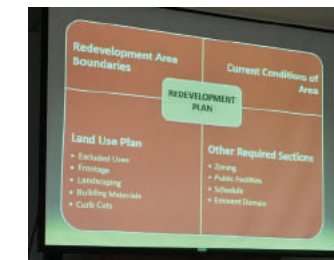 Redevelopment Area
Boundaries
Current Conditions of
Area
REDEVELOPMENT
PLAN
Land Use Plan
• Excluded Uses
• Frontage
• Landscaping
• Building Materials
• Curb Cuts
Other Required Sections
• Zoning
• Public Facilities
• Schedule
• Eminent Domain